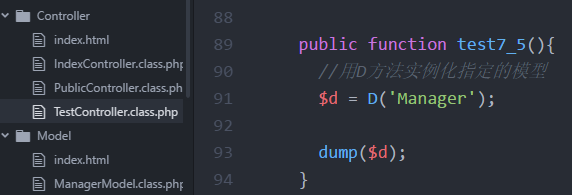 Controller
index.html
IndexController.class.php
PublicController.class.php
TestController.class.php
Model
index.html
ManagerModel.class.php
88
89 public function test7_5(){
90 //用D方法实例化指定的模型
91 $d = D('Manager');
92
93 dump($d);
94 }